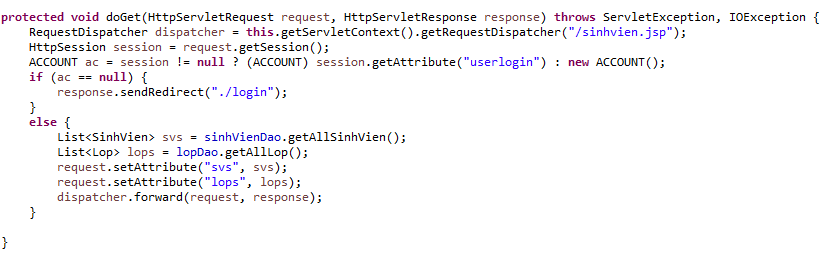 protected void doGet(HttpServletRequest request, HttpServletResponse response) throws ServletException, IOException {
    RequestDispatcher dispatcher = this.getServletContext().getRequestDispatcher("/sinhvien.jsp");
    HttpSession session = request.getSession();
    ACCOUNT ac = session != null ? (ACCOUNT) session.getAttribute("userlogin") : new ACCOUNT();
    if (ac == null) {
        response.sendRedirect("./login");
    }
    else {
        List<SinhVien> svs = sinhVienDao.getAllSinhVien();
        List<Lop> lops = lopDao.getAllLop();
        request.setAttribute("svs", svs);
        request.setAttribute("lops", lops);
        dispatcher.forward(request, response);
    }
}